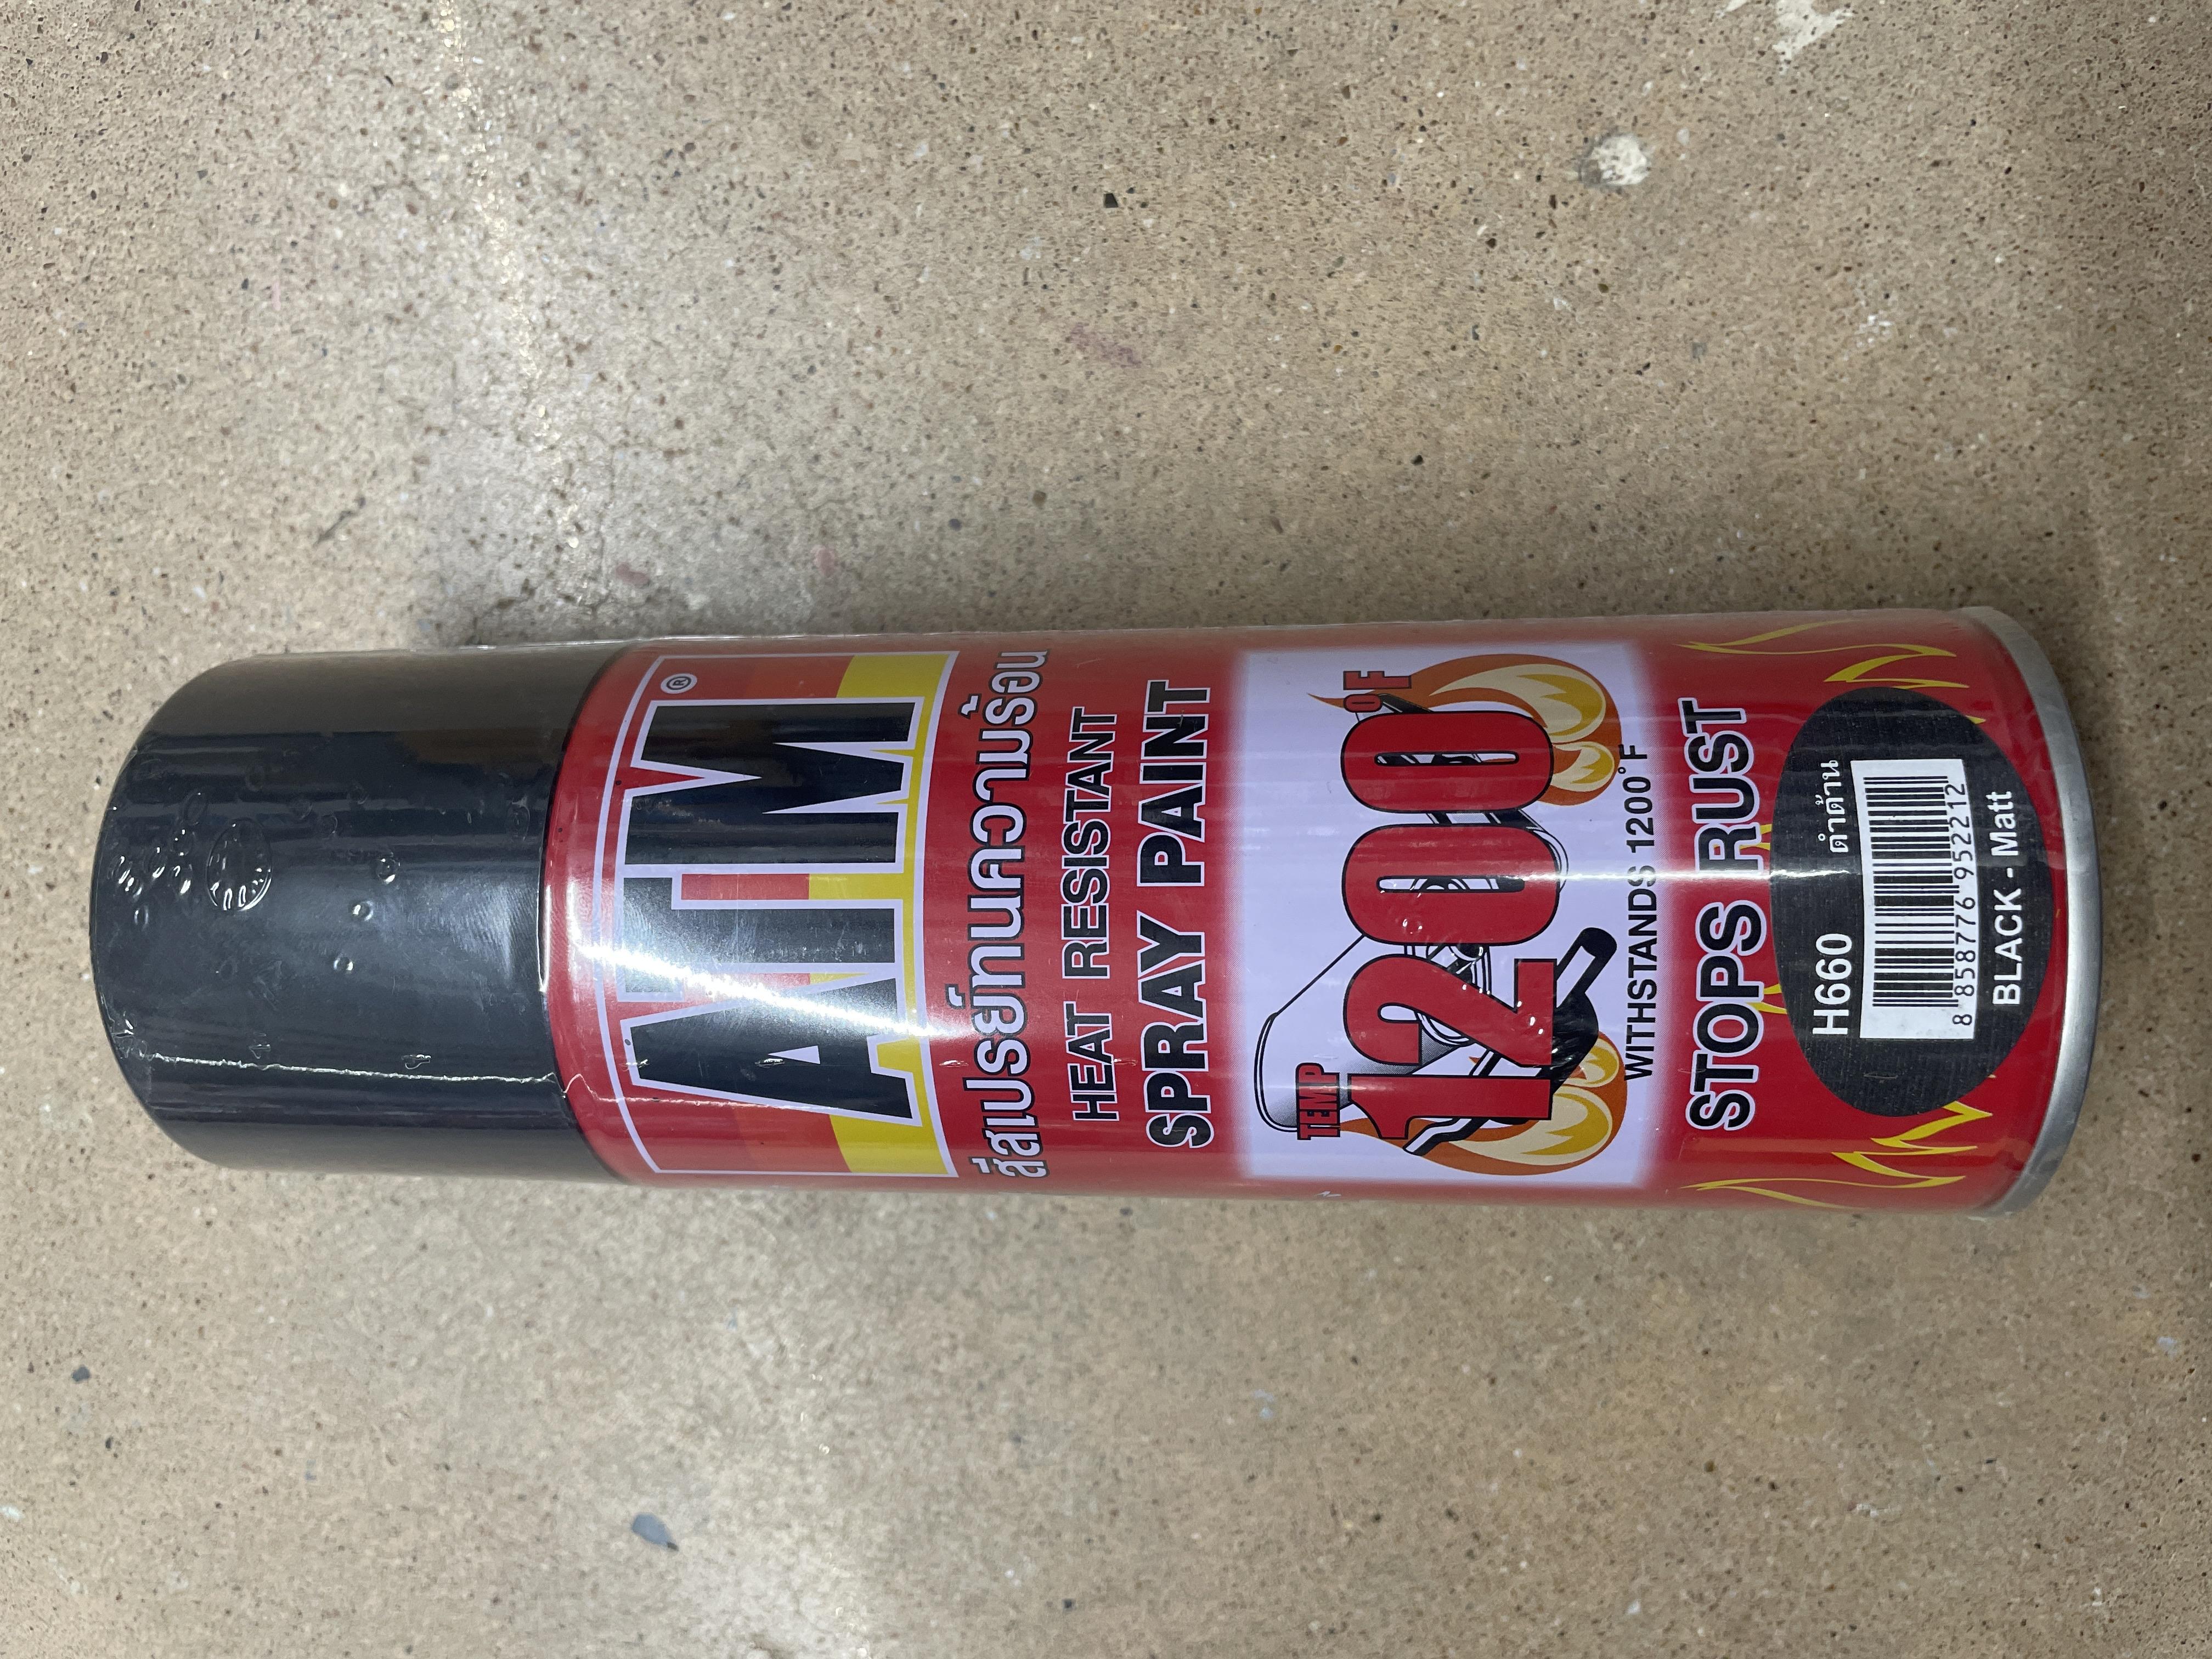 ATM®
สีสเปรย์ทนความร้อน
HEAT RESISTANT
SPRAY PAINT
TEMP
1200°F
WITHSTANDS 1200°F
STOPS RUST
H660 ดำด้าน
8 858776 952212
BLACK - Matt